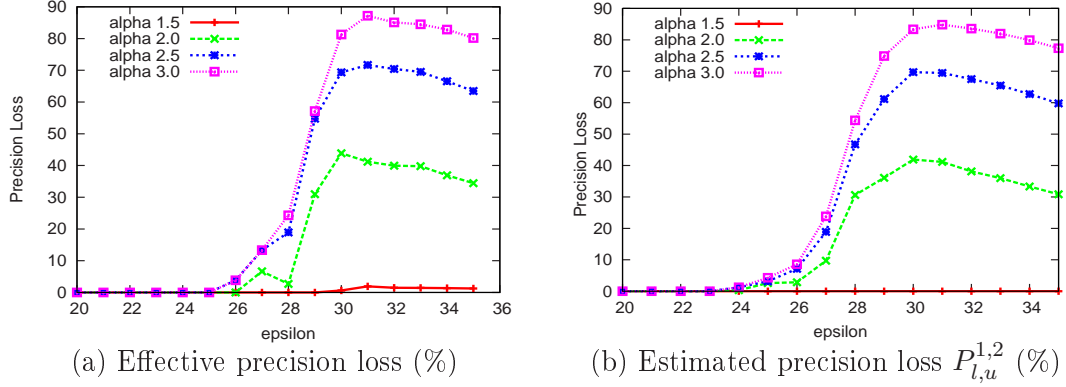 alpha 1.5
alpha 2.0
alpha 2.5
alpha 3.0
Precision Loss
90
80
70
60
50
40
30
20
10
0
20 22 24 26 28 30 32 34 36
epsilon
(a) Effective precision loss (%)
alpha 1.5
alpha 2.0
alpha 2.5
alpha 3.0
Precision Loss
90
80
70
60
50
40
30
20
10
0
20 22 24 26 28 30 32 34
epsilon
(b) Estimated precision loss $P_{l,u}^{1,2}$ (%)